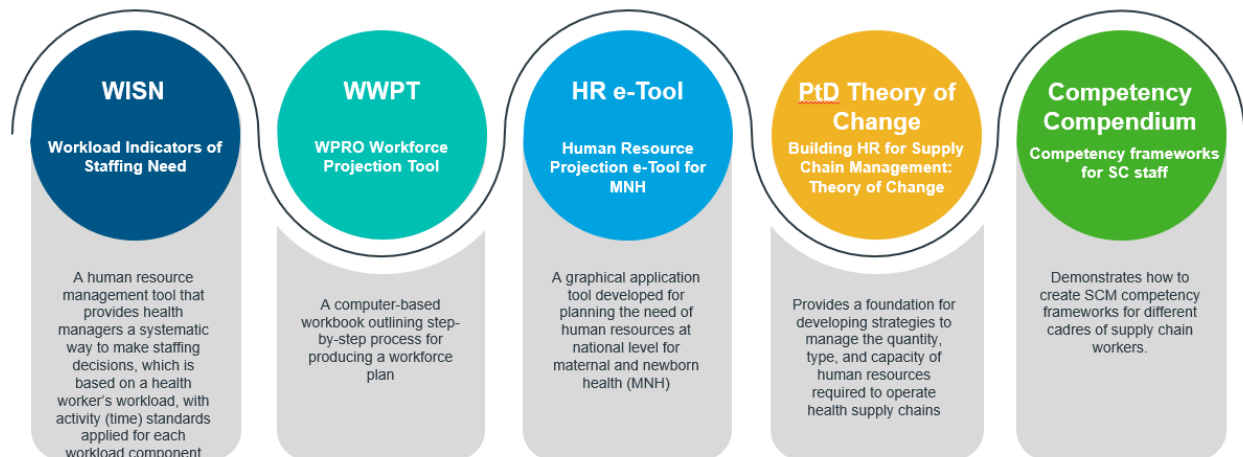 WISN
Workload Indicators of
Staffing Need
A human resource
management tool that
provides health
managers a systematic
way to make staffing
decisions, which is
based on a health
worker's workload, with
activity (time) standards
applied for each
workload component
WWPT
WPRO Workforce
Projection Tool
A computer-based
workbook outlining step-
by-step process for
producing a workforce
plan
HR e-Tool
Human Resource
Projection e-Tool for
MNH
A graphical application
tool developed for
planning the need of
human resources at
national level for
maternal and newborn
health (MNH)
PtD Theory of
Change
Building HR for Supply
Chain Management:
Theory of Change
Provides a foundation for
developing strategies to
manage the quantity,
type, and capacity of
human resources
required to operate
health supply chains
Competency
Compendium
Competency frameworks
for SC staff
Demonstrates how to
create SCM competency
frameworks for different
cadres of supply chain
workers.